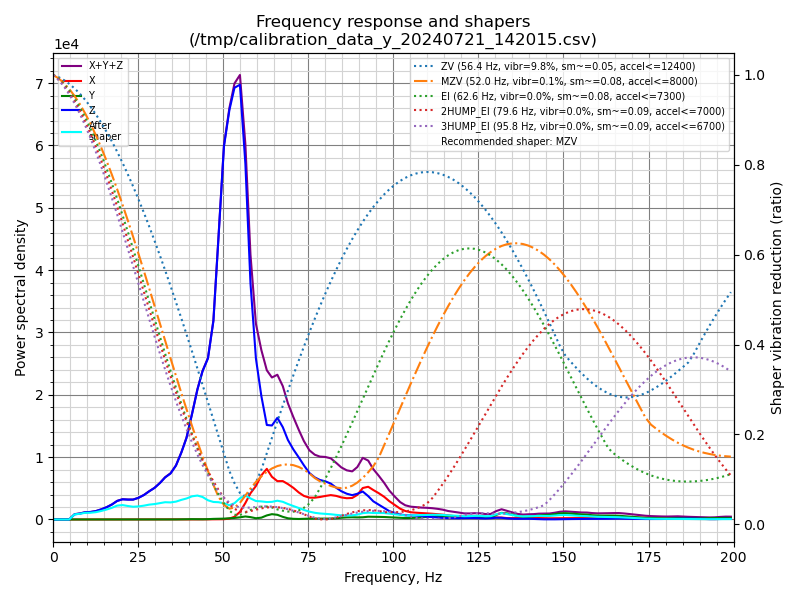 Frequency response and shapers
(/tmp/calibration_data_y_20240721_142015.csv)
1e4
X+Y+Z
X
Y
Z
After
shaper
ZV (56.4 Hz, vibr=9.8%, sm~=0.05, accel<=12400)
MZV (52.0 Hz, vibr=0.1%, sm~=0.08, accel<=8000)
EI (62.6 Hz, vibr=0.0%, sm~=0.08, accel<=7300)
2HUMP_EI (79.6 Hz, vibr=0.0%, sm~=0.09, accel<=7000)
3HUMP_EI (95.8 Hz, vibr=0.0%, sm~=0.09, accel<=6700)
Recommended shaper: MZV
Power spectral density
7
6
5
4
3
2
1
0
1.0
0.8
0.6
0.4
0.2
0.0
Shaper vibration reduction (ratio)
0 25 50 75 100 125 150 175 200
Frequency, Hz